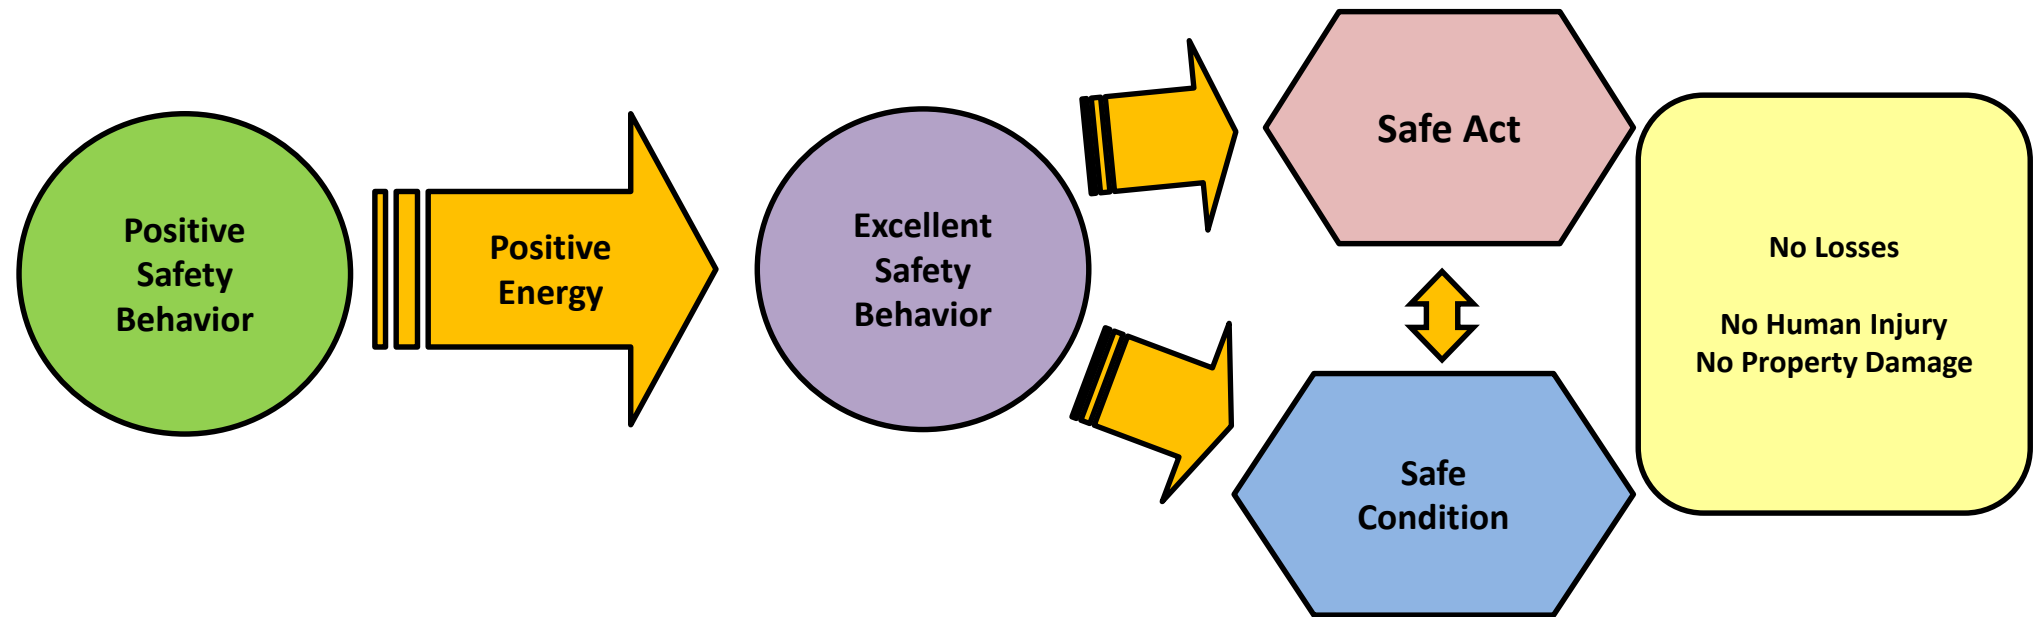 Positive
Safety
Behavior
Positive
Energy
Excellent
Safety
Behavior
Safe Act
Safe
Condition
No Losses
No Human Injury
No Property Damage